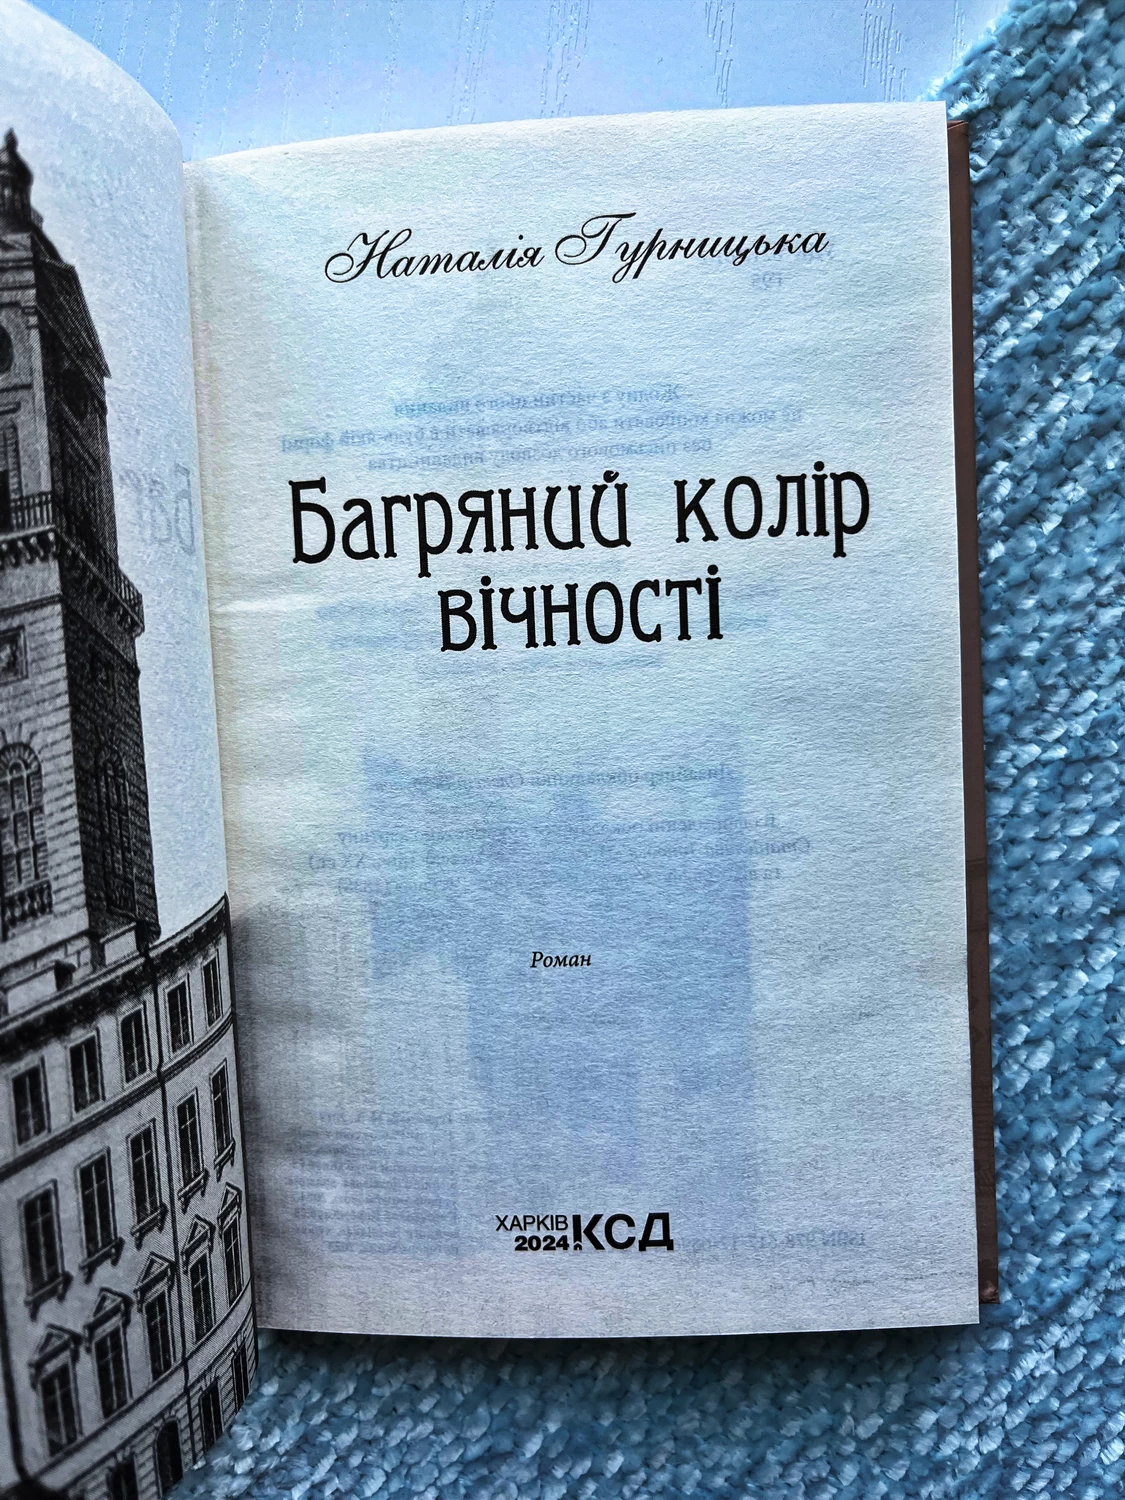 Наталія Гурницька
Багряний колір
вічності
Роман
ХАРКІВ
2024
КСД